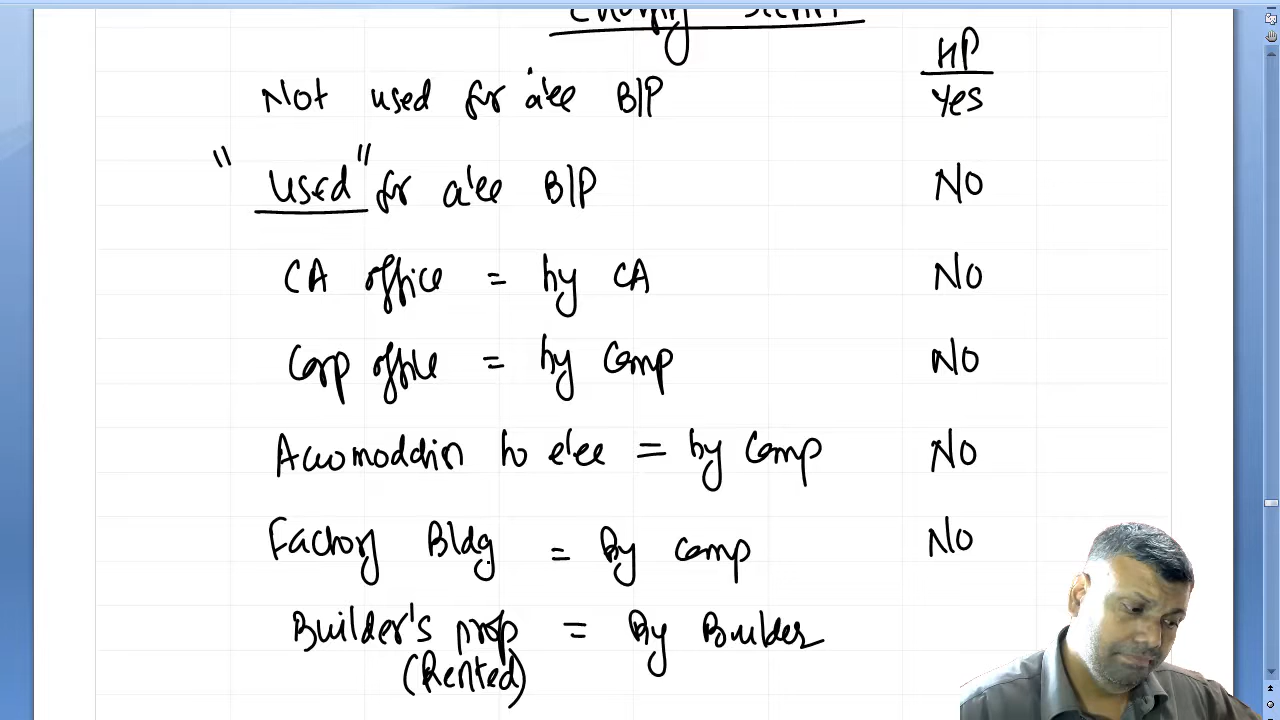 HP
Not used for a'ee B/P Yes
"used" for a'ee B/P No
CA office = by CA No
Corp office = by Comp No
Accomoddin to e'ee = by Comp No
Factory Bldg = By comp No
Builder's prop = By Builder
(Rented)